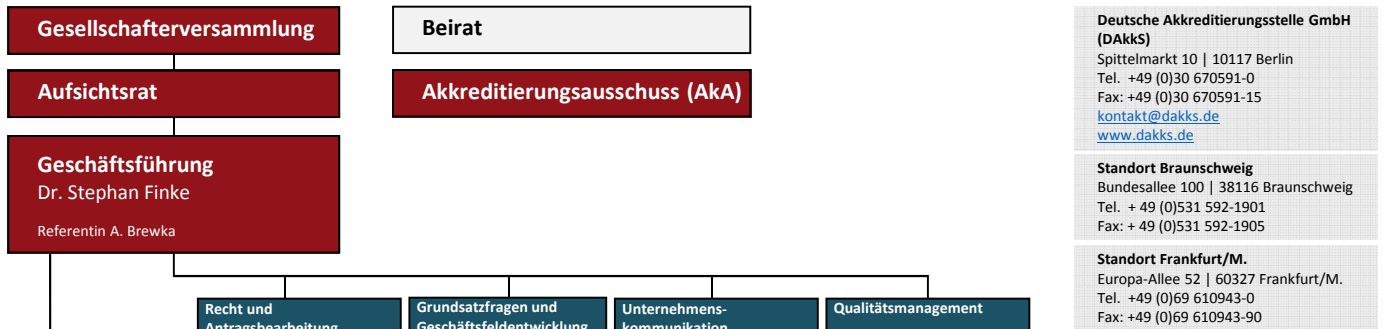 Gesellschafterversammlung
Beirat
Aufsichtsrat
Akkreditierungsausschuss (AkA)
Geschäftsführung
Dr. Stephan Finke
Referentin A. Brewka
Deutsche Akkreditierungsstelle GmbH
(DAkkS)
Spittelmarkt 10 | 10117 Berlin
Tel. +49 (0)30 670591-0
Fax: +49 (0)30 670591-15
kontakt@dakks.de
www.dakks.de
Standort Braunschweig
Bundesallee 100 | 38116 Braunschweig
Tel. + 49 (0)531 592-1901
Fax: + 49 (0)531 592-1905
Standort Frankfurt/M.
Europa-Allee 52 | 60327 Frankfurt/M.
Tel. +49 (0)69 610943-0
Fax: +49 (0)69 610943-90
Recht und
Antragsbearbeitung
Grundsatzfragen und
Geschäftsfeldentwicklung
Unternehmens-
kommunikation
Qualitätsmanagement